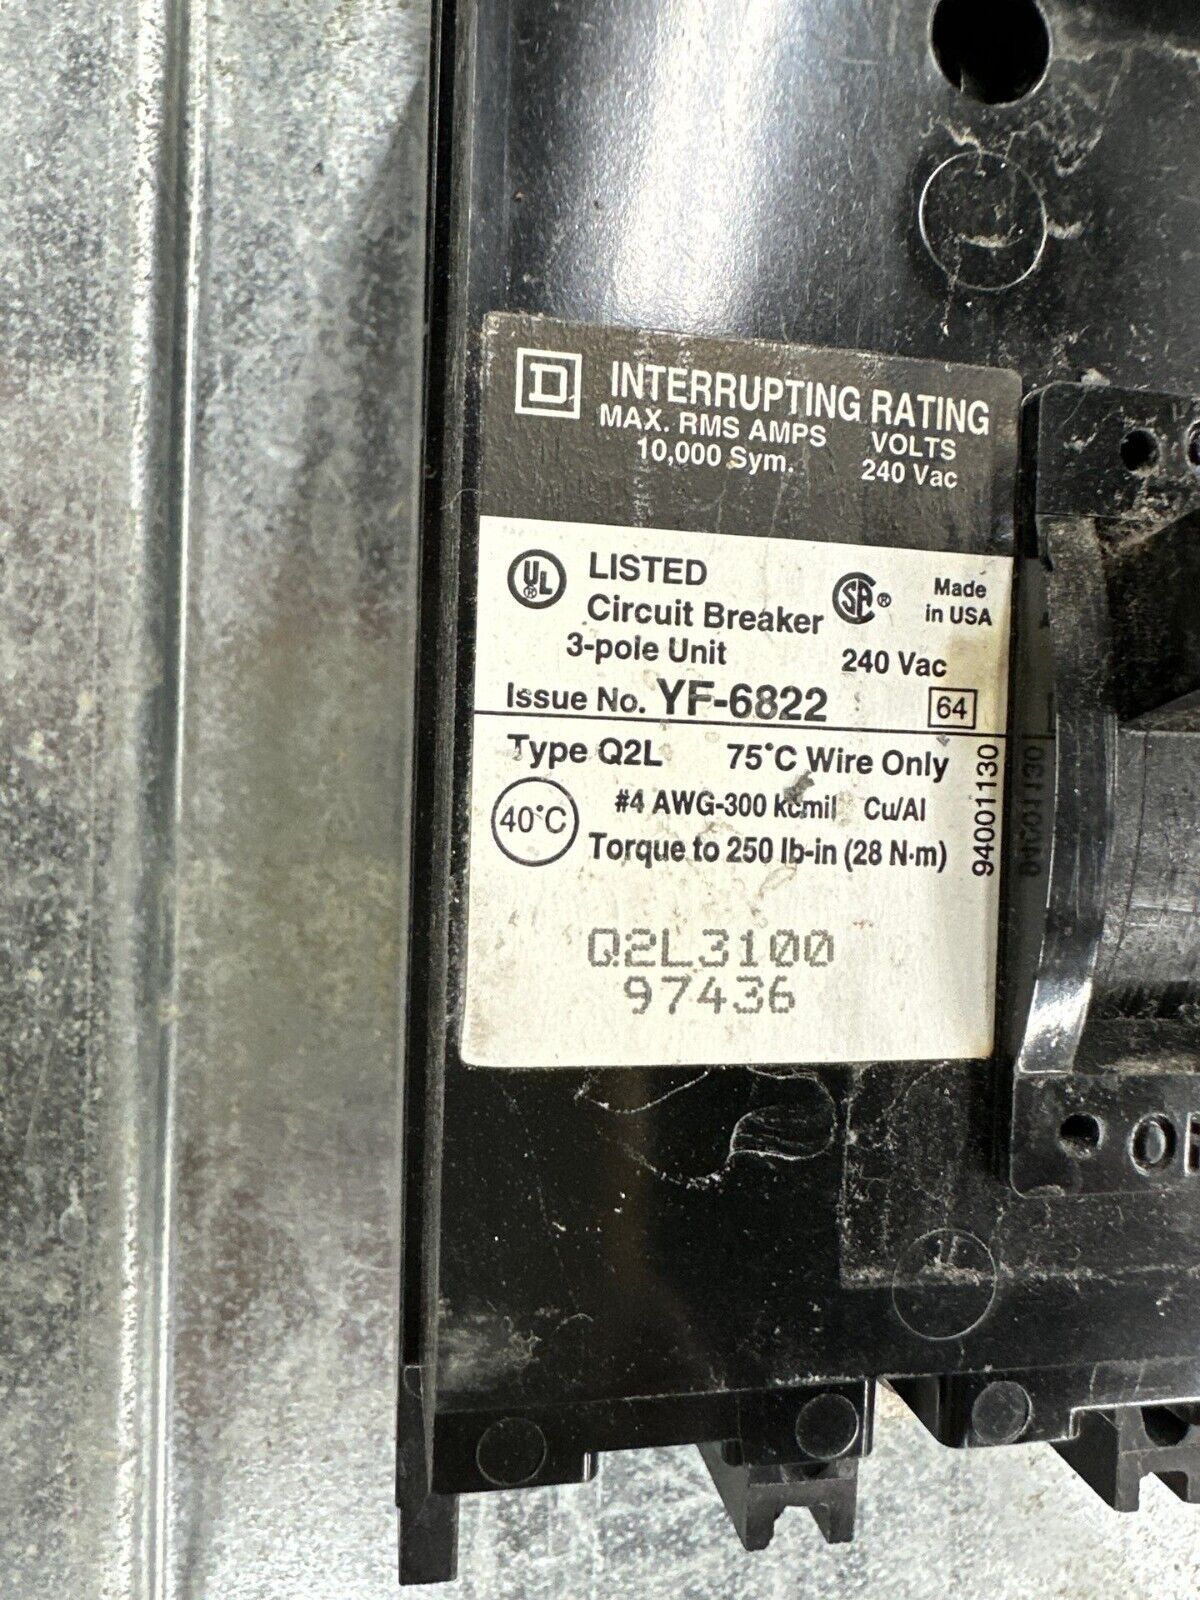 D INTERRUPTING RATING
MAX. RMS AMPS VOLTS
10,000 Sym. 240 Vac
UL® LISTED
Circuit Breaker SA® Made in USA
3-pole Unit 240 Vac
Issue No. YF-6822 64
Type Q2L 75°C Wire Only
40°C #4 AWG-300 kcmil Cu/Al
Torque to 250 lb-in (28 N·m)
94001130
Q2L3100
97436